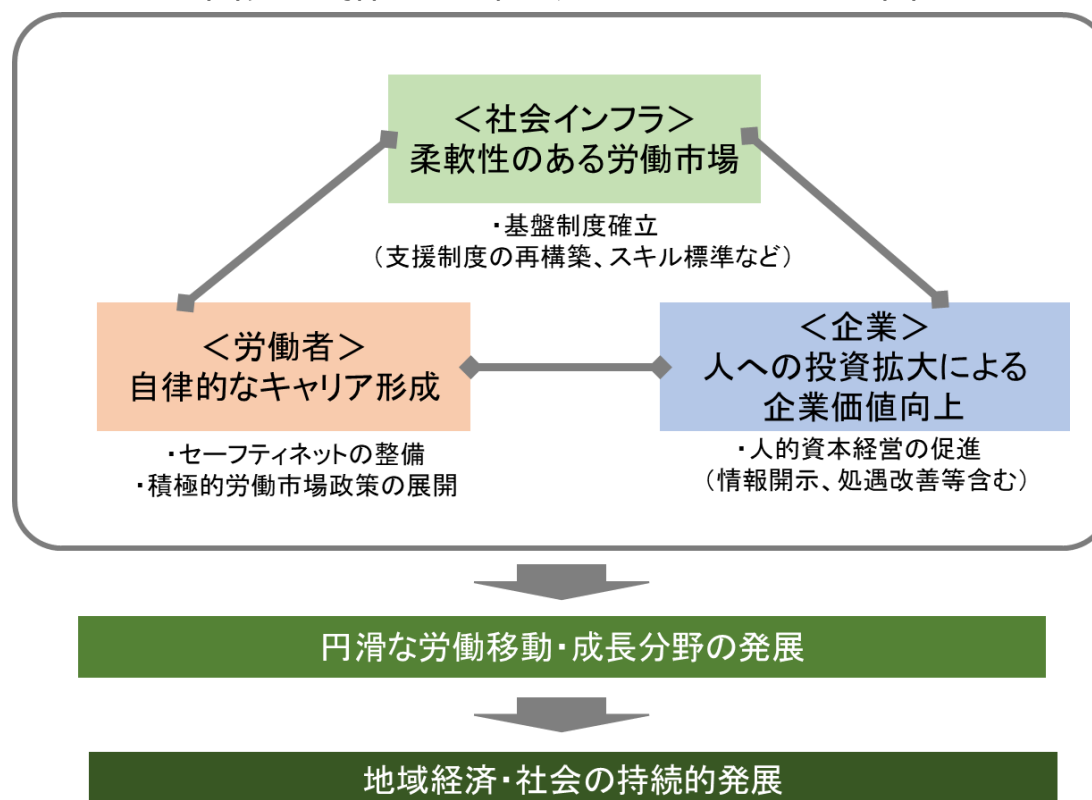 ＜社会インフラ＞
柔軟性のある労働市場
・基盤制度確立
（支援制度の再構築、スキル標準など）
＜労働者＞
自律的なキャリア形成
・セーフティネットの整備
・積極的労働市場政策の展開
＜企業＞
人への投資拡大による
企業価値向上
・人的資本経営の促進
（情報開示、処遇改善等含む）
円滑な労働移動・成長分野の発展
地域経済・社会の持続的発展